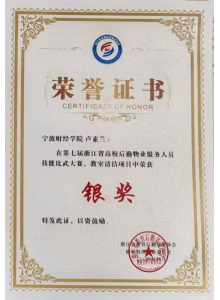 荣誉证书
CERTIFICATE OF HONOR
宁波财经学院 卢素兰：
在第七届浙江省高校后勤物业服务人员
技能比武大赛，教室清洁项目中荣获
银奖
特发此证，以资鼓励。